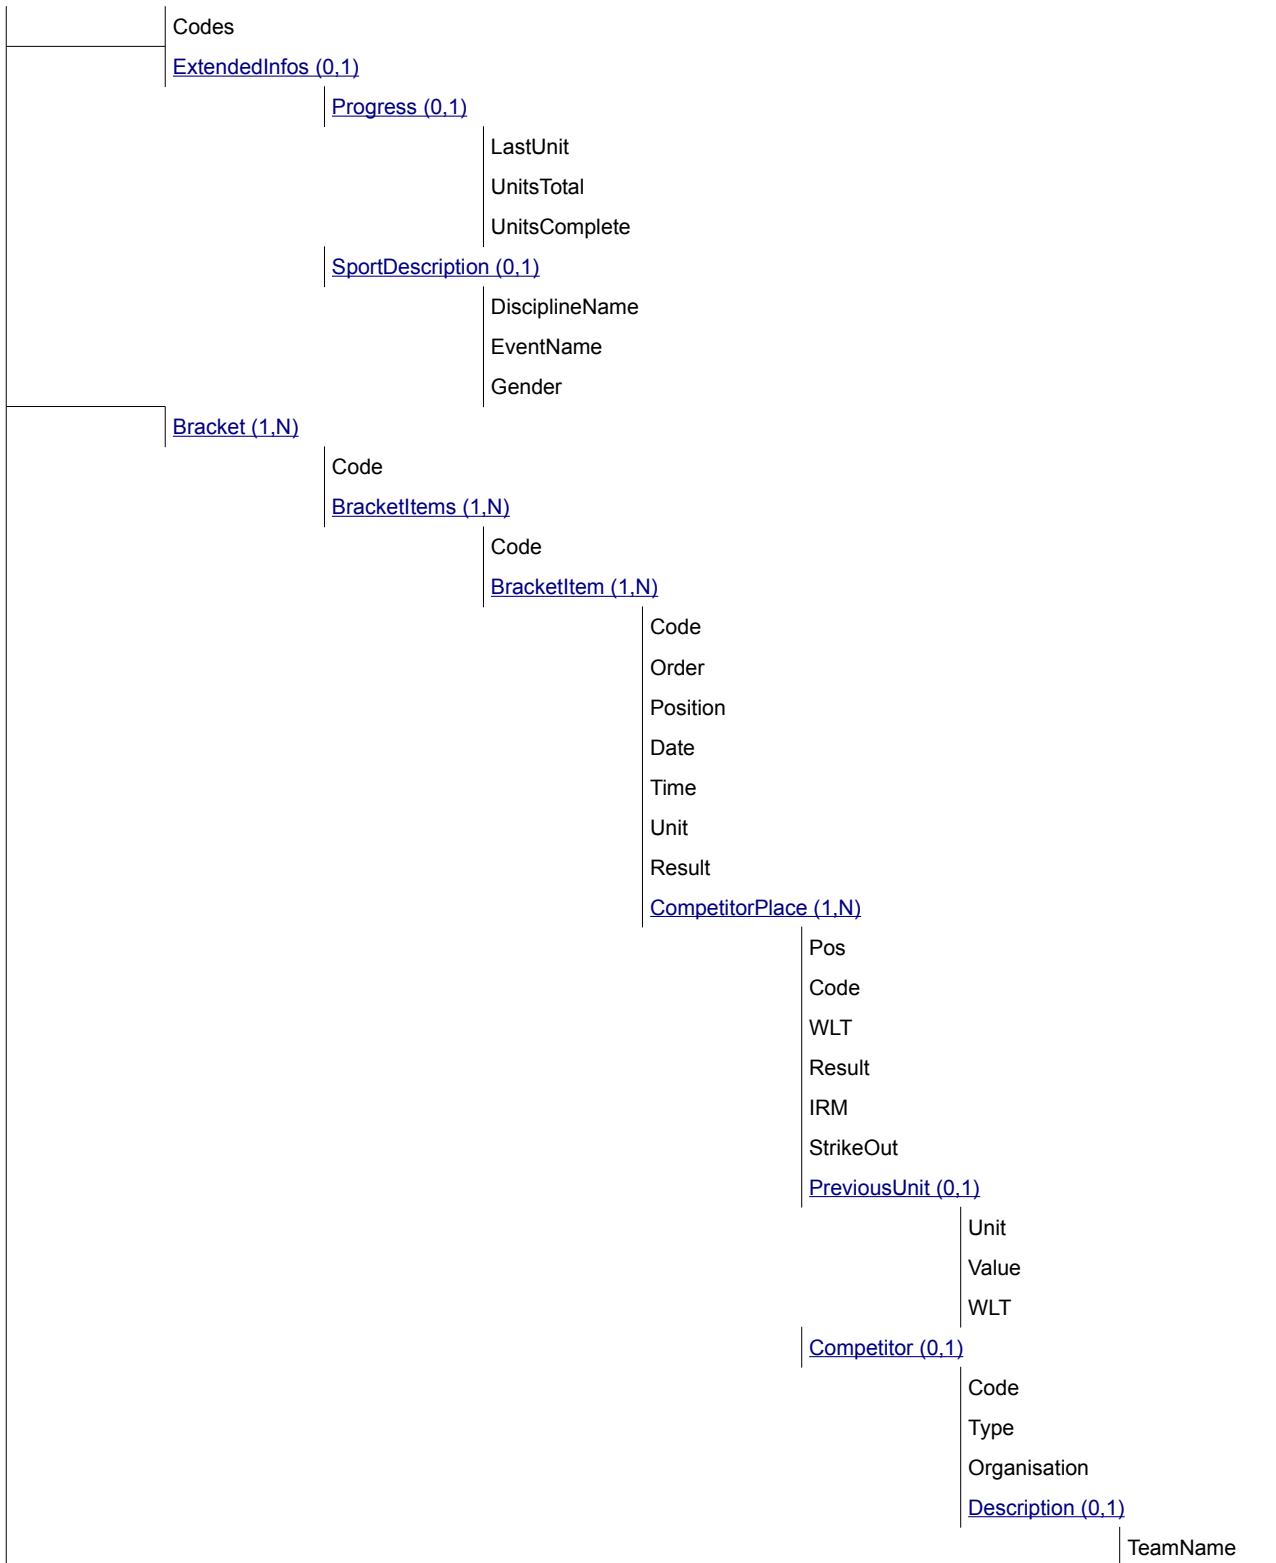 Codes
ExtendedInfos (0,1)
Progress (0,1)
LastUnit
UnitsTotal
UnitsComplete
SportDescription (0,1)
DisciplineName
EventName
Gender
Bracket (1,N)
Code
BracketItems (1,N)
Code
BracketItem (1,N)
Code
Order
Position
Date
Time
Unit
Result
CompetitorPlace (1,N)
Pos
Code
WLT
Result
IRM
StrikeOut
PreviousUnit (0,1)
Unit
Value
WLT
Competitor (0,1)
Code
Type
Organisation
Description (0,1)
TeamName